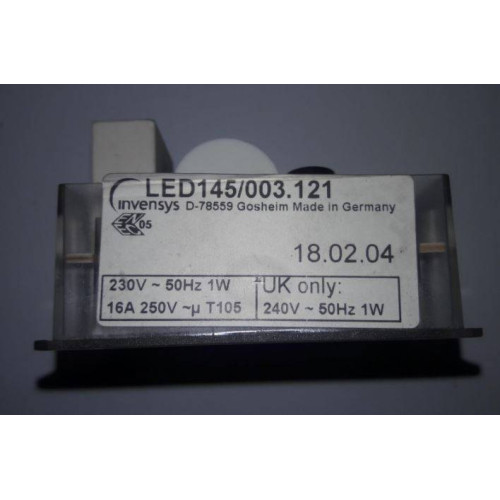 LED145/003.121
invensys D-78559 Gosheim Made in Germany
05
18.02.04
230V ~ 50Hz 1W
16A 250V ~µ T105
UK only:
240V ~ 50Hz 1W